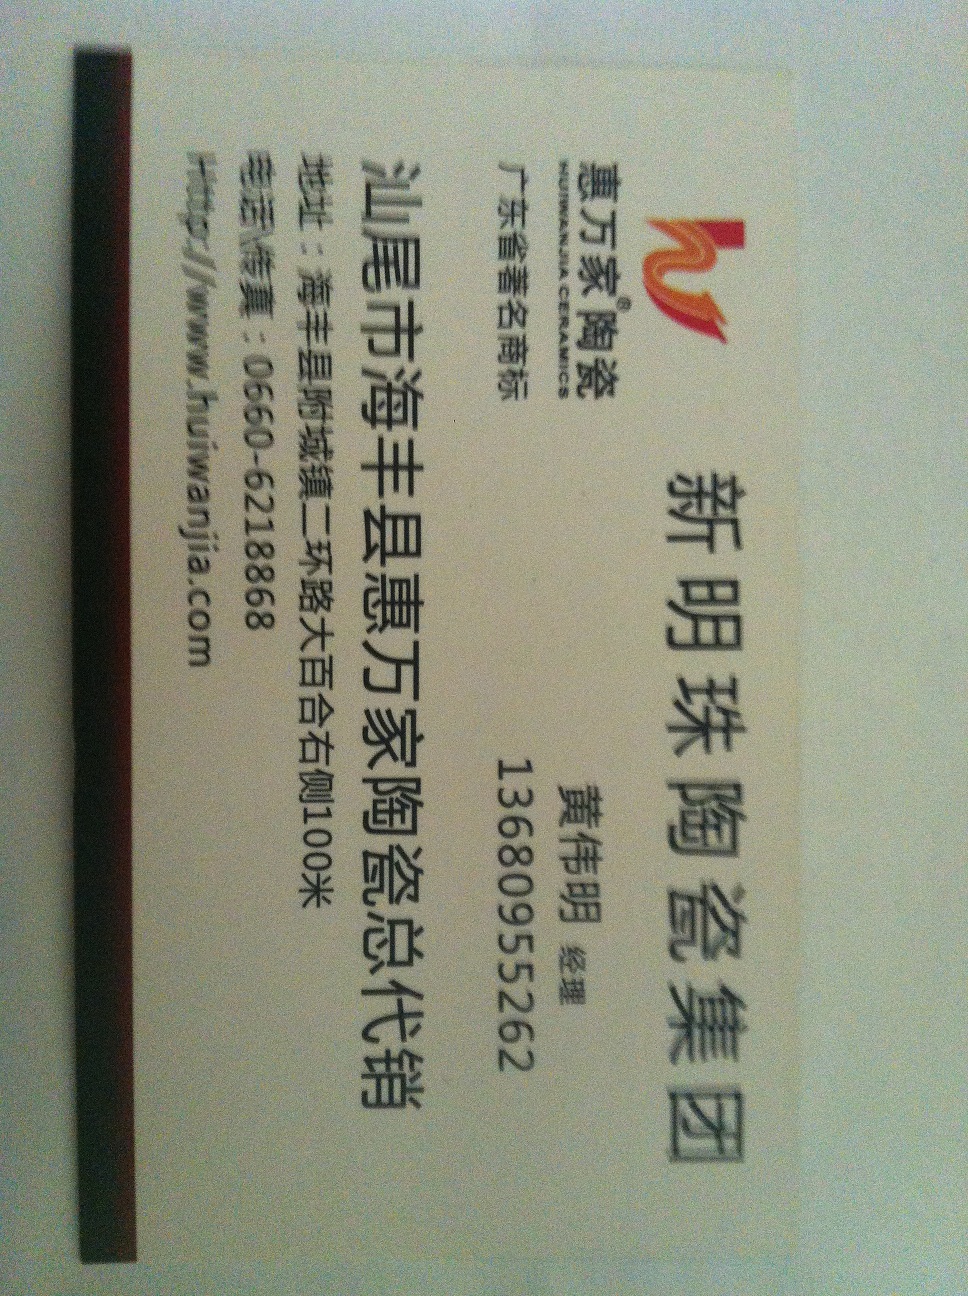 新明珠陶瓷集团
惠万家®陶瓷
HUIWANJIA CERAMICS
广东省著名商标
黄伟明 经理
13680955262
汕尾市海丰县惠万家陶瓷总代销
地址：海丰县附城镇二环路大百合右侧100米
电话\传真：0660-6218868
Http://www.huiwanjia.com